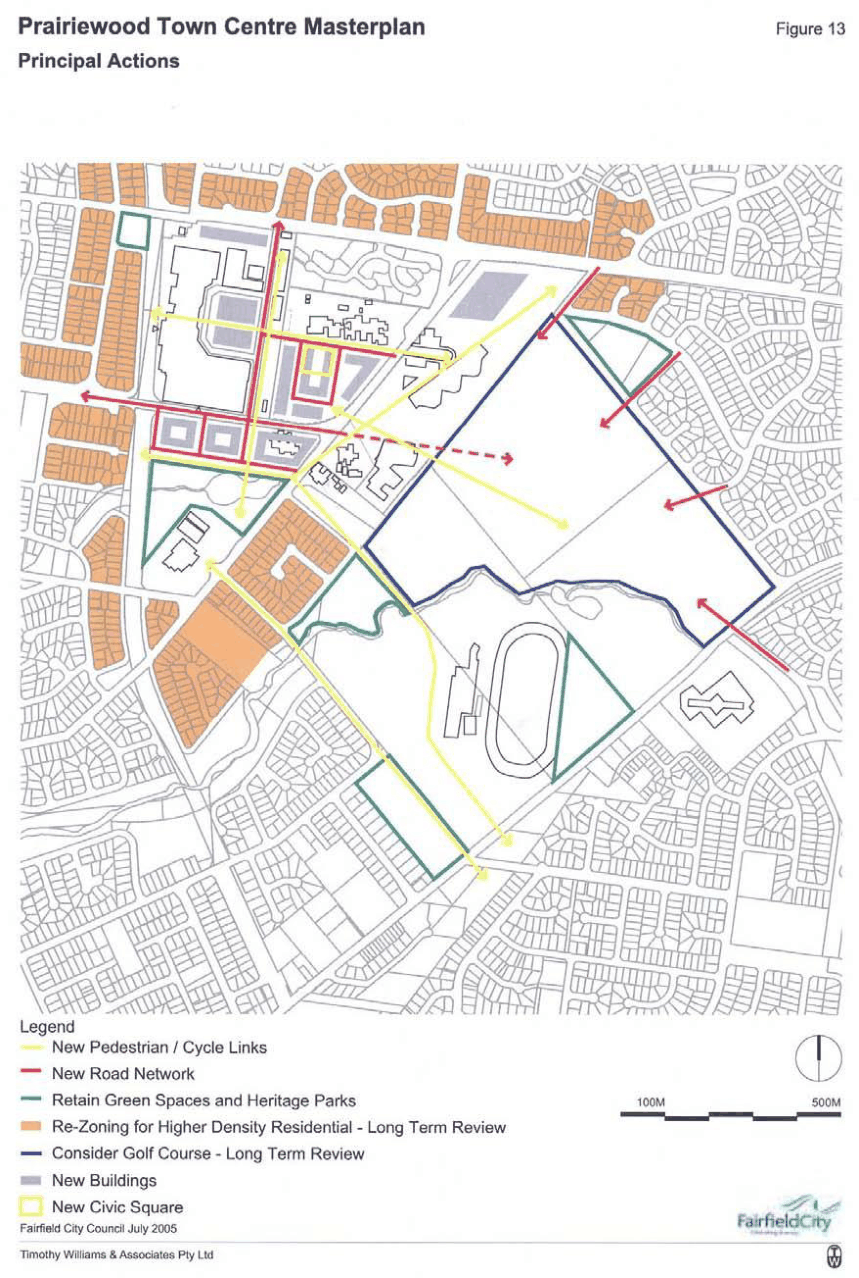 Prairiewood Town Centre Masterplan
Figure 13
Principal Actions
Legend
New Pedestrian / Cycle Links
New Road Network
Retain Green Spaces and Heritage Parks
Re-Zoning for Higher Density Residential - Long Term Review
Consider Golf Course - Long Term Review
New Buildings
New Civic Square
100M
500M
Fairfield City Council July 2005
FairfieldCity
Timothy Williams & Associates Pty Ltd